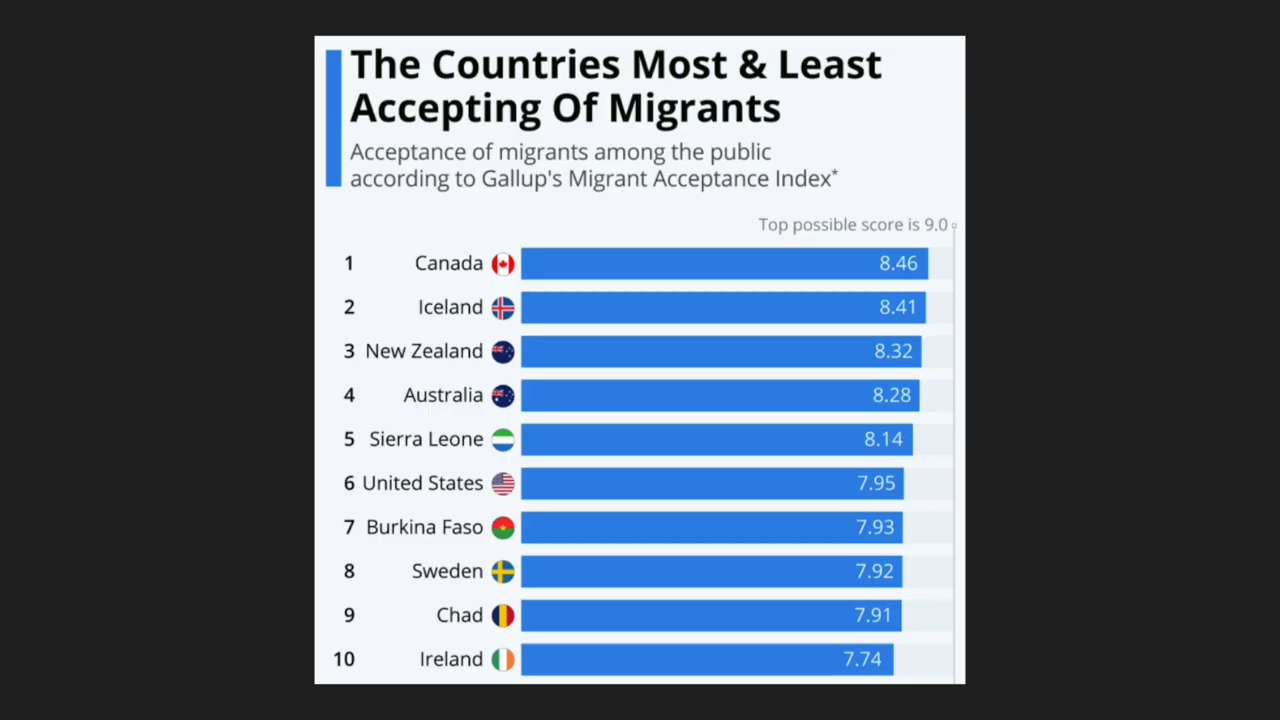 The Countries Most & Least
Accepting Of Migrants
Acceptance of migrants among the public
according to Gallup's Migrant Acceptance Index*
Top possible score is 9.0
1 Canada 8.46
2 Iceland 8.41
3 New Zealand 8.32
4 Australia 8.28
5 Sierra Leone 8.14
6 United States 7.95
7 Burkina Faso 7.93
8 Sweden 7.92
9 Chad 7.91
10 Ireland 7.74